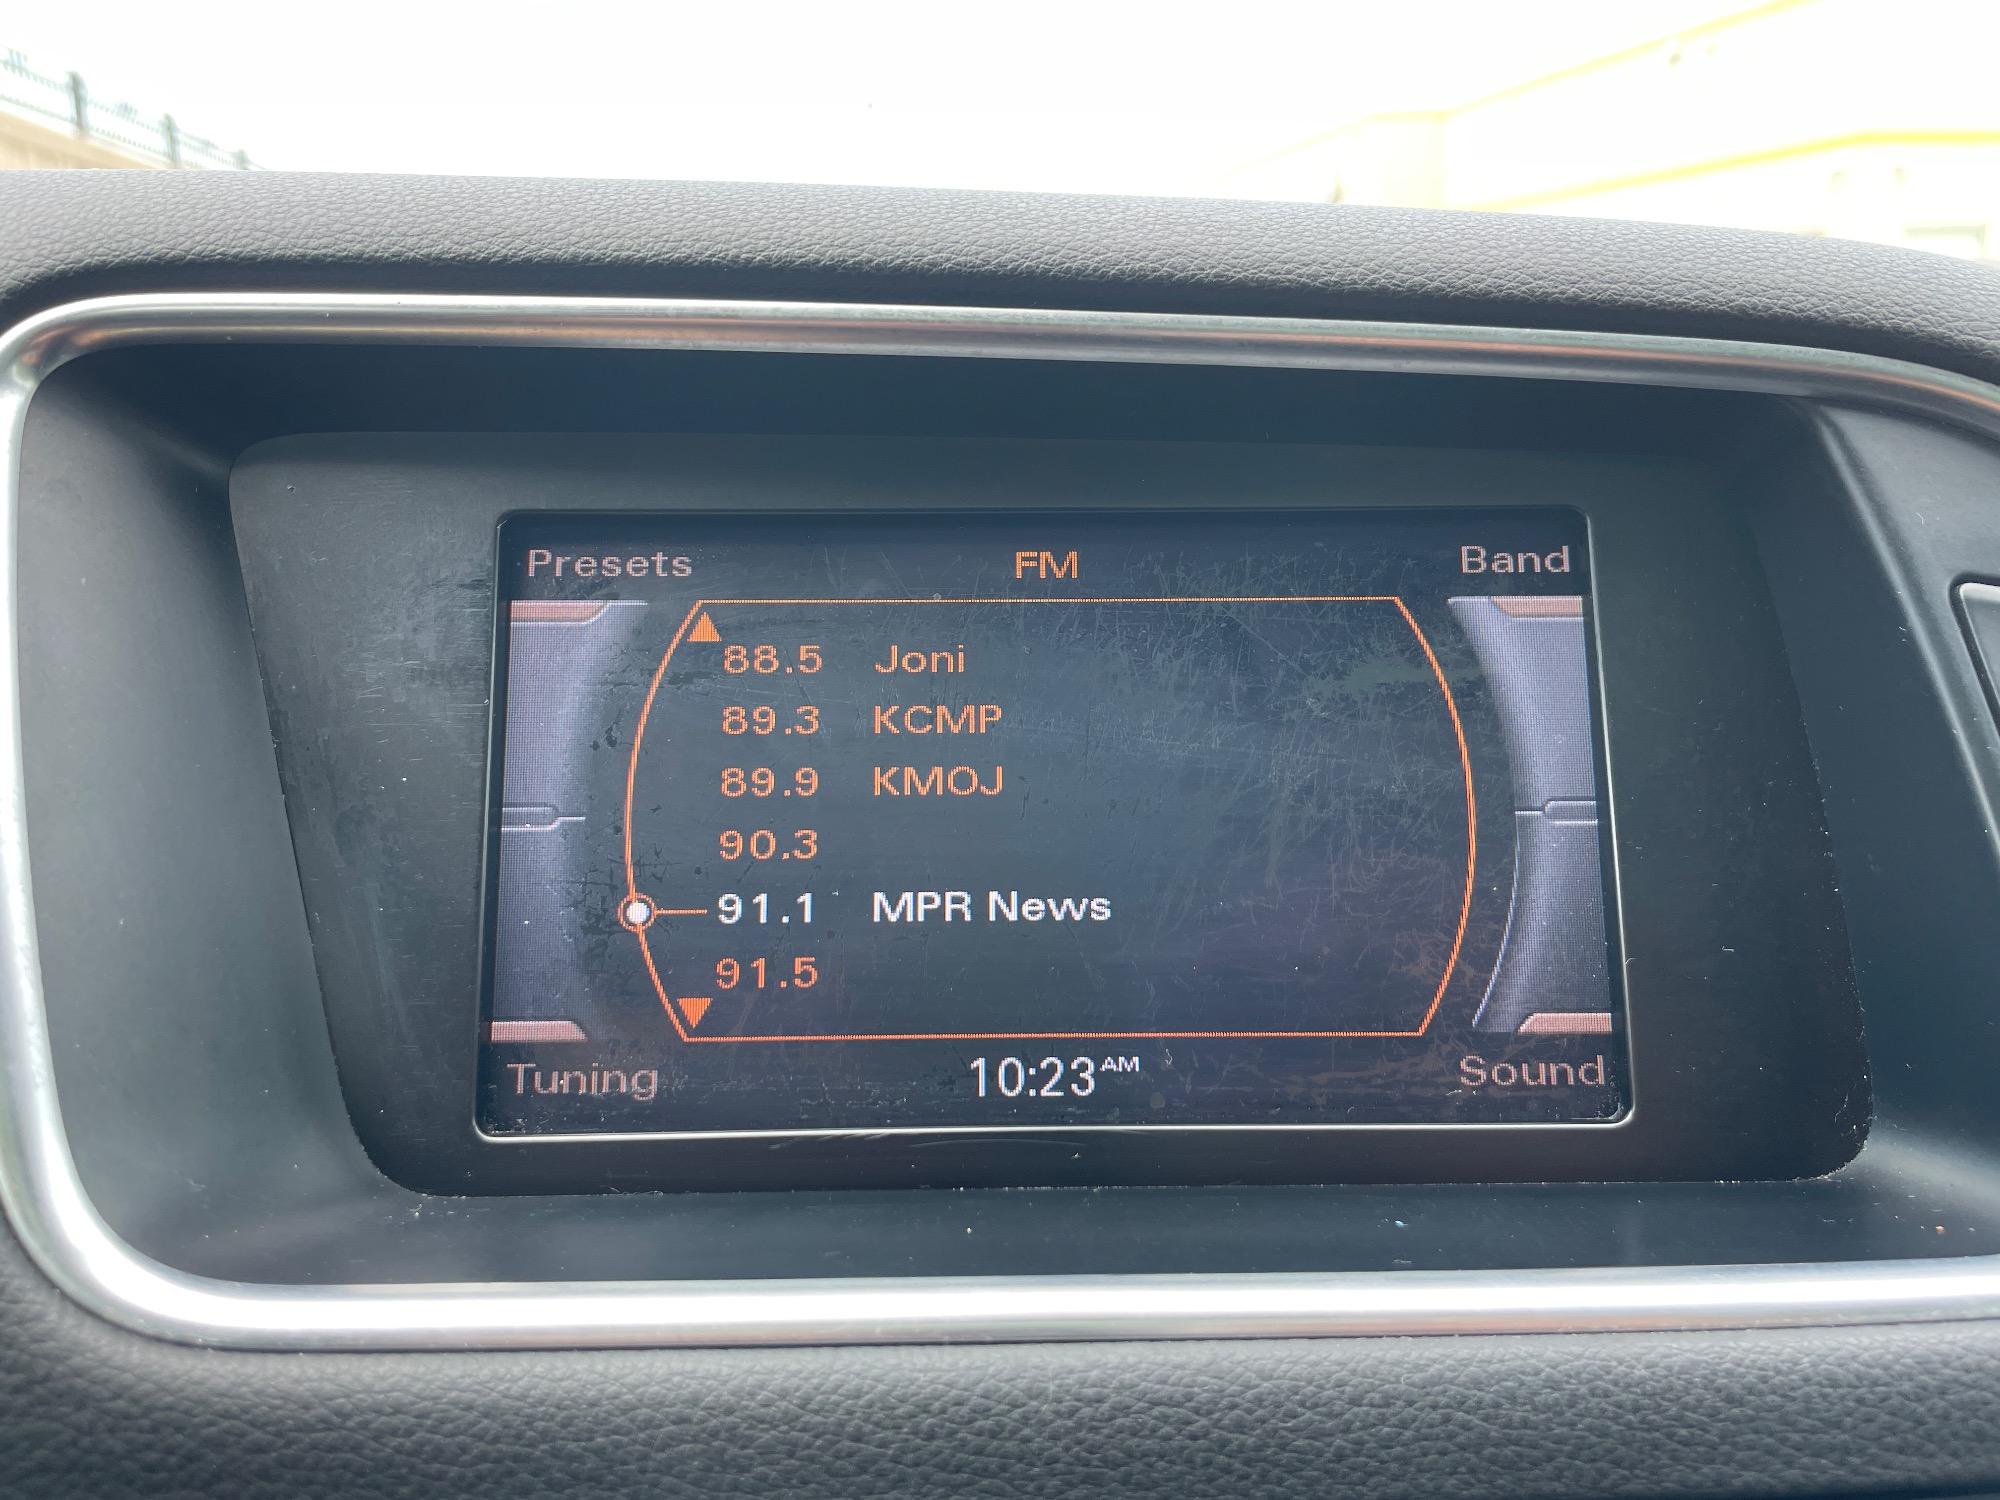 Presets FM Band
88.5 Joni
89.3 KCMP
89.9 KMOJ
90.3
91.1 MPR News
91.5
Tuning 10:23 AM Sound